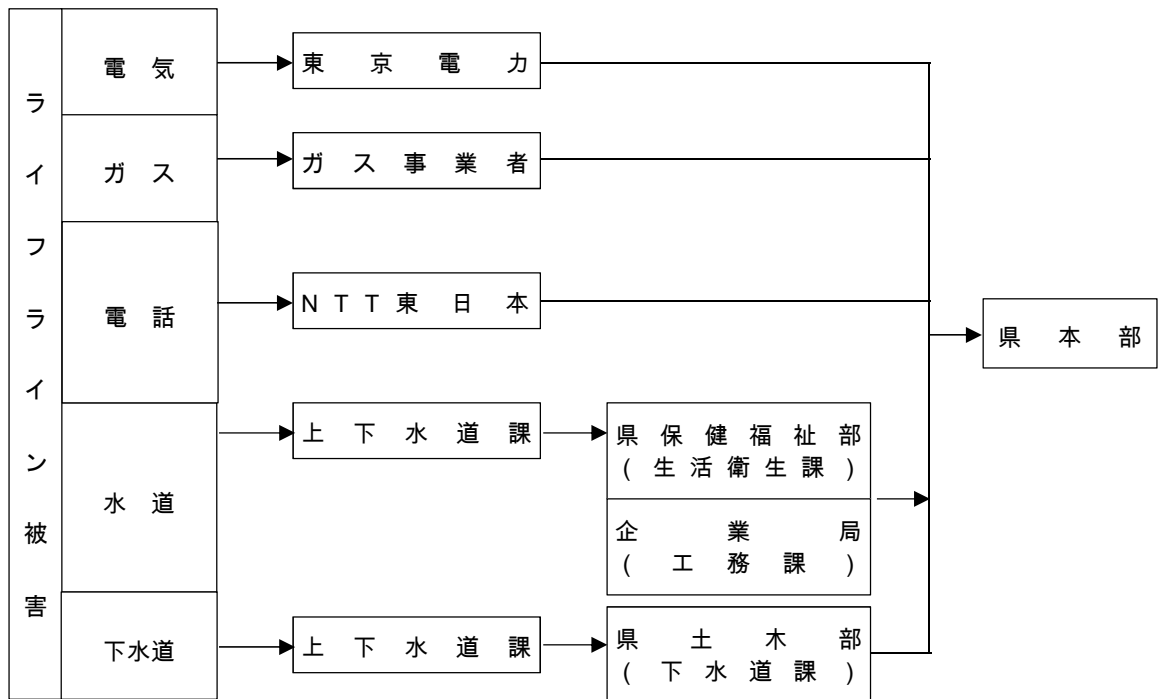 ライフライン被害
電気
東京電力
ガス
ガス事業者
電話
NTT東日本
県本部
水道
上下水道課
県保健福祉部
(生活衛生課)
企業局
(工務課)
下水道
上下水道課
県土木部
(下水道課)